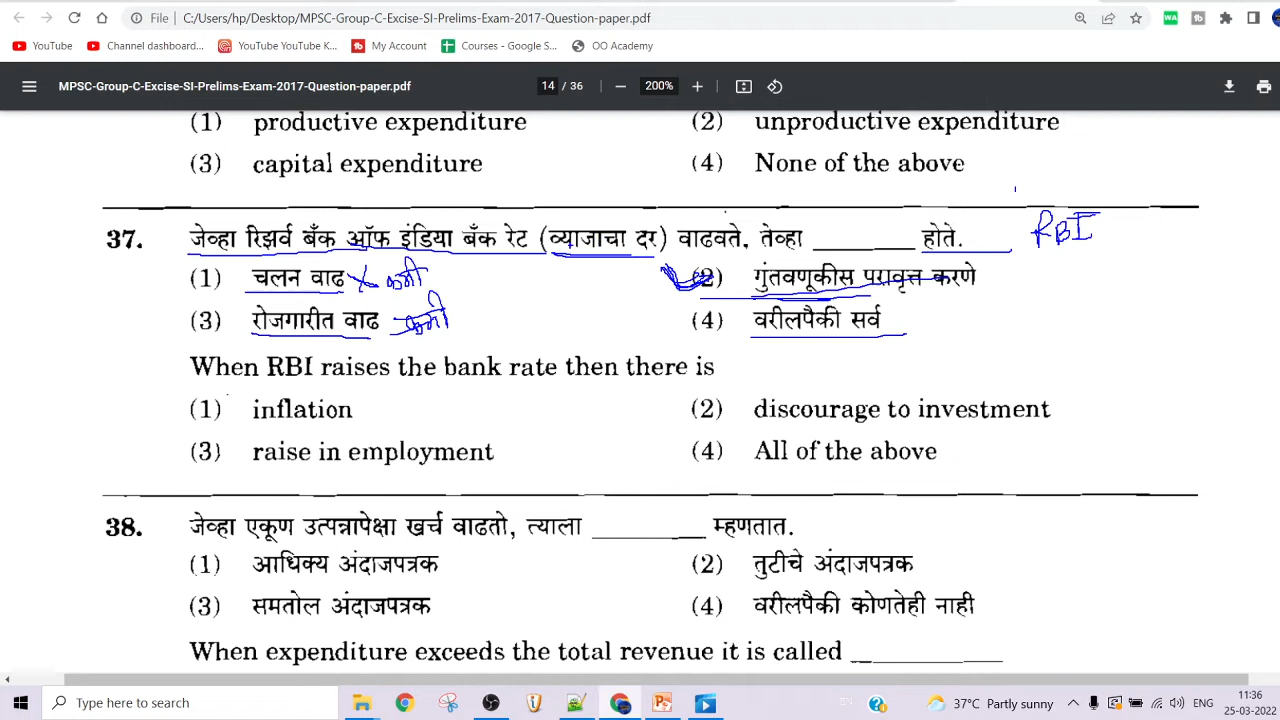 File C:/Users/hp/Desktop/MPSC-Group-C-Excise-SI-Prelims-Exam-2017-Question-paper.pdf
YouTube Channel dashboard... YouTube YouTube K... My Account Courses - Google S... OO Academy
MPSC-Group-C-Excise-SI-Prelims-Exam-2017-Question-paper.pdf 14 / 36 200%
(1) productive expenditure (2) unproductive expenditure
(3) capital expenditure (4) None of the above
37. जेव्हा रिझर्व बँक ऑफ इंडिया बँक रेट (व्याजाचा दर) वाढवते, तेव्हा ________ होते. RBI
(1) चलन वाढ कमी (2) गुंतवणूकीस परावृत्त करणे
(3) रोजगारीत वाढ कमी (4) वरीलपैकी सर्व
When RBI raises the bank rate then there is
(1) inflation (2) discourage to investment
(3) raise in employment (4) All of the above
38. जेव्हा एकूण उत्पन्नापेक्षा खर्च वाढतो, त्याला ________ म्हणतात.
(1) आधिक्य अंदाजपत्रक (2) तुटीचे अंदाजपत्रक
(3) समतोल अंदाजपत्रक (4) वरीलपैकी कोणतेही नाही
When expenditure exceeds the total revenue it is called ________
Type here to search 37°C Partly sunny ENG 11:36
25-03-2022